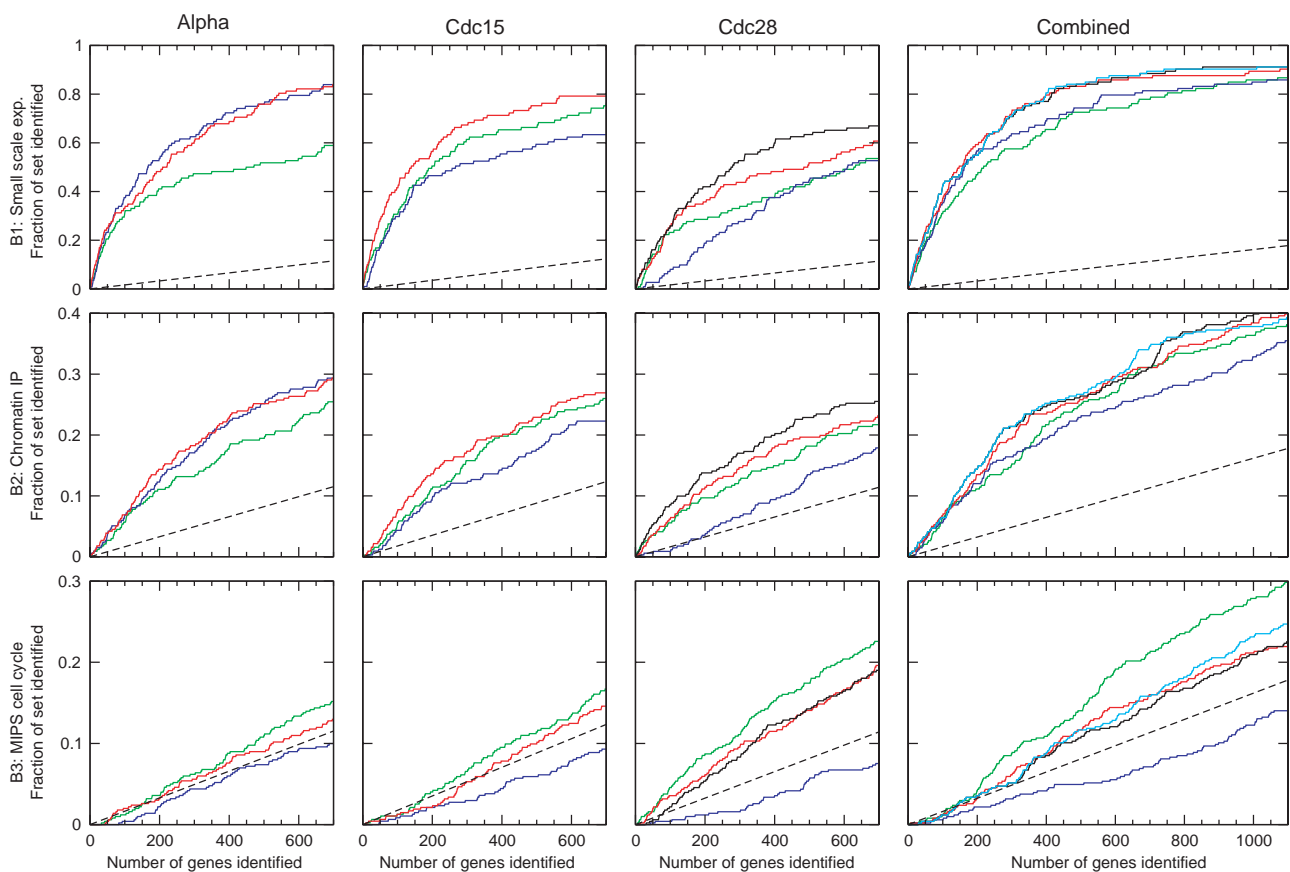 Alpha
Cdc15
Cdc28
Combined
B1: Small scale exp.
Fraction of set identified
1
0.8
0.6
0.4
0.2
0
B2: Chromatin IP
Fraction of set identified
0.4
0.3
0.2
0.1
0
B3: MIPS cell cycle
Fraction of set identified
0.3
0.2
0.1
0
0 200 400 600
0 200 400 600
0 200 400 600
0 200 400 600 800 1000
Number of genes identified
Number of genes identified
Number of genes identified
Number of genes identified